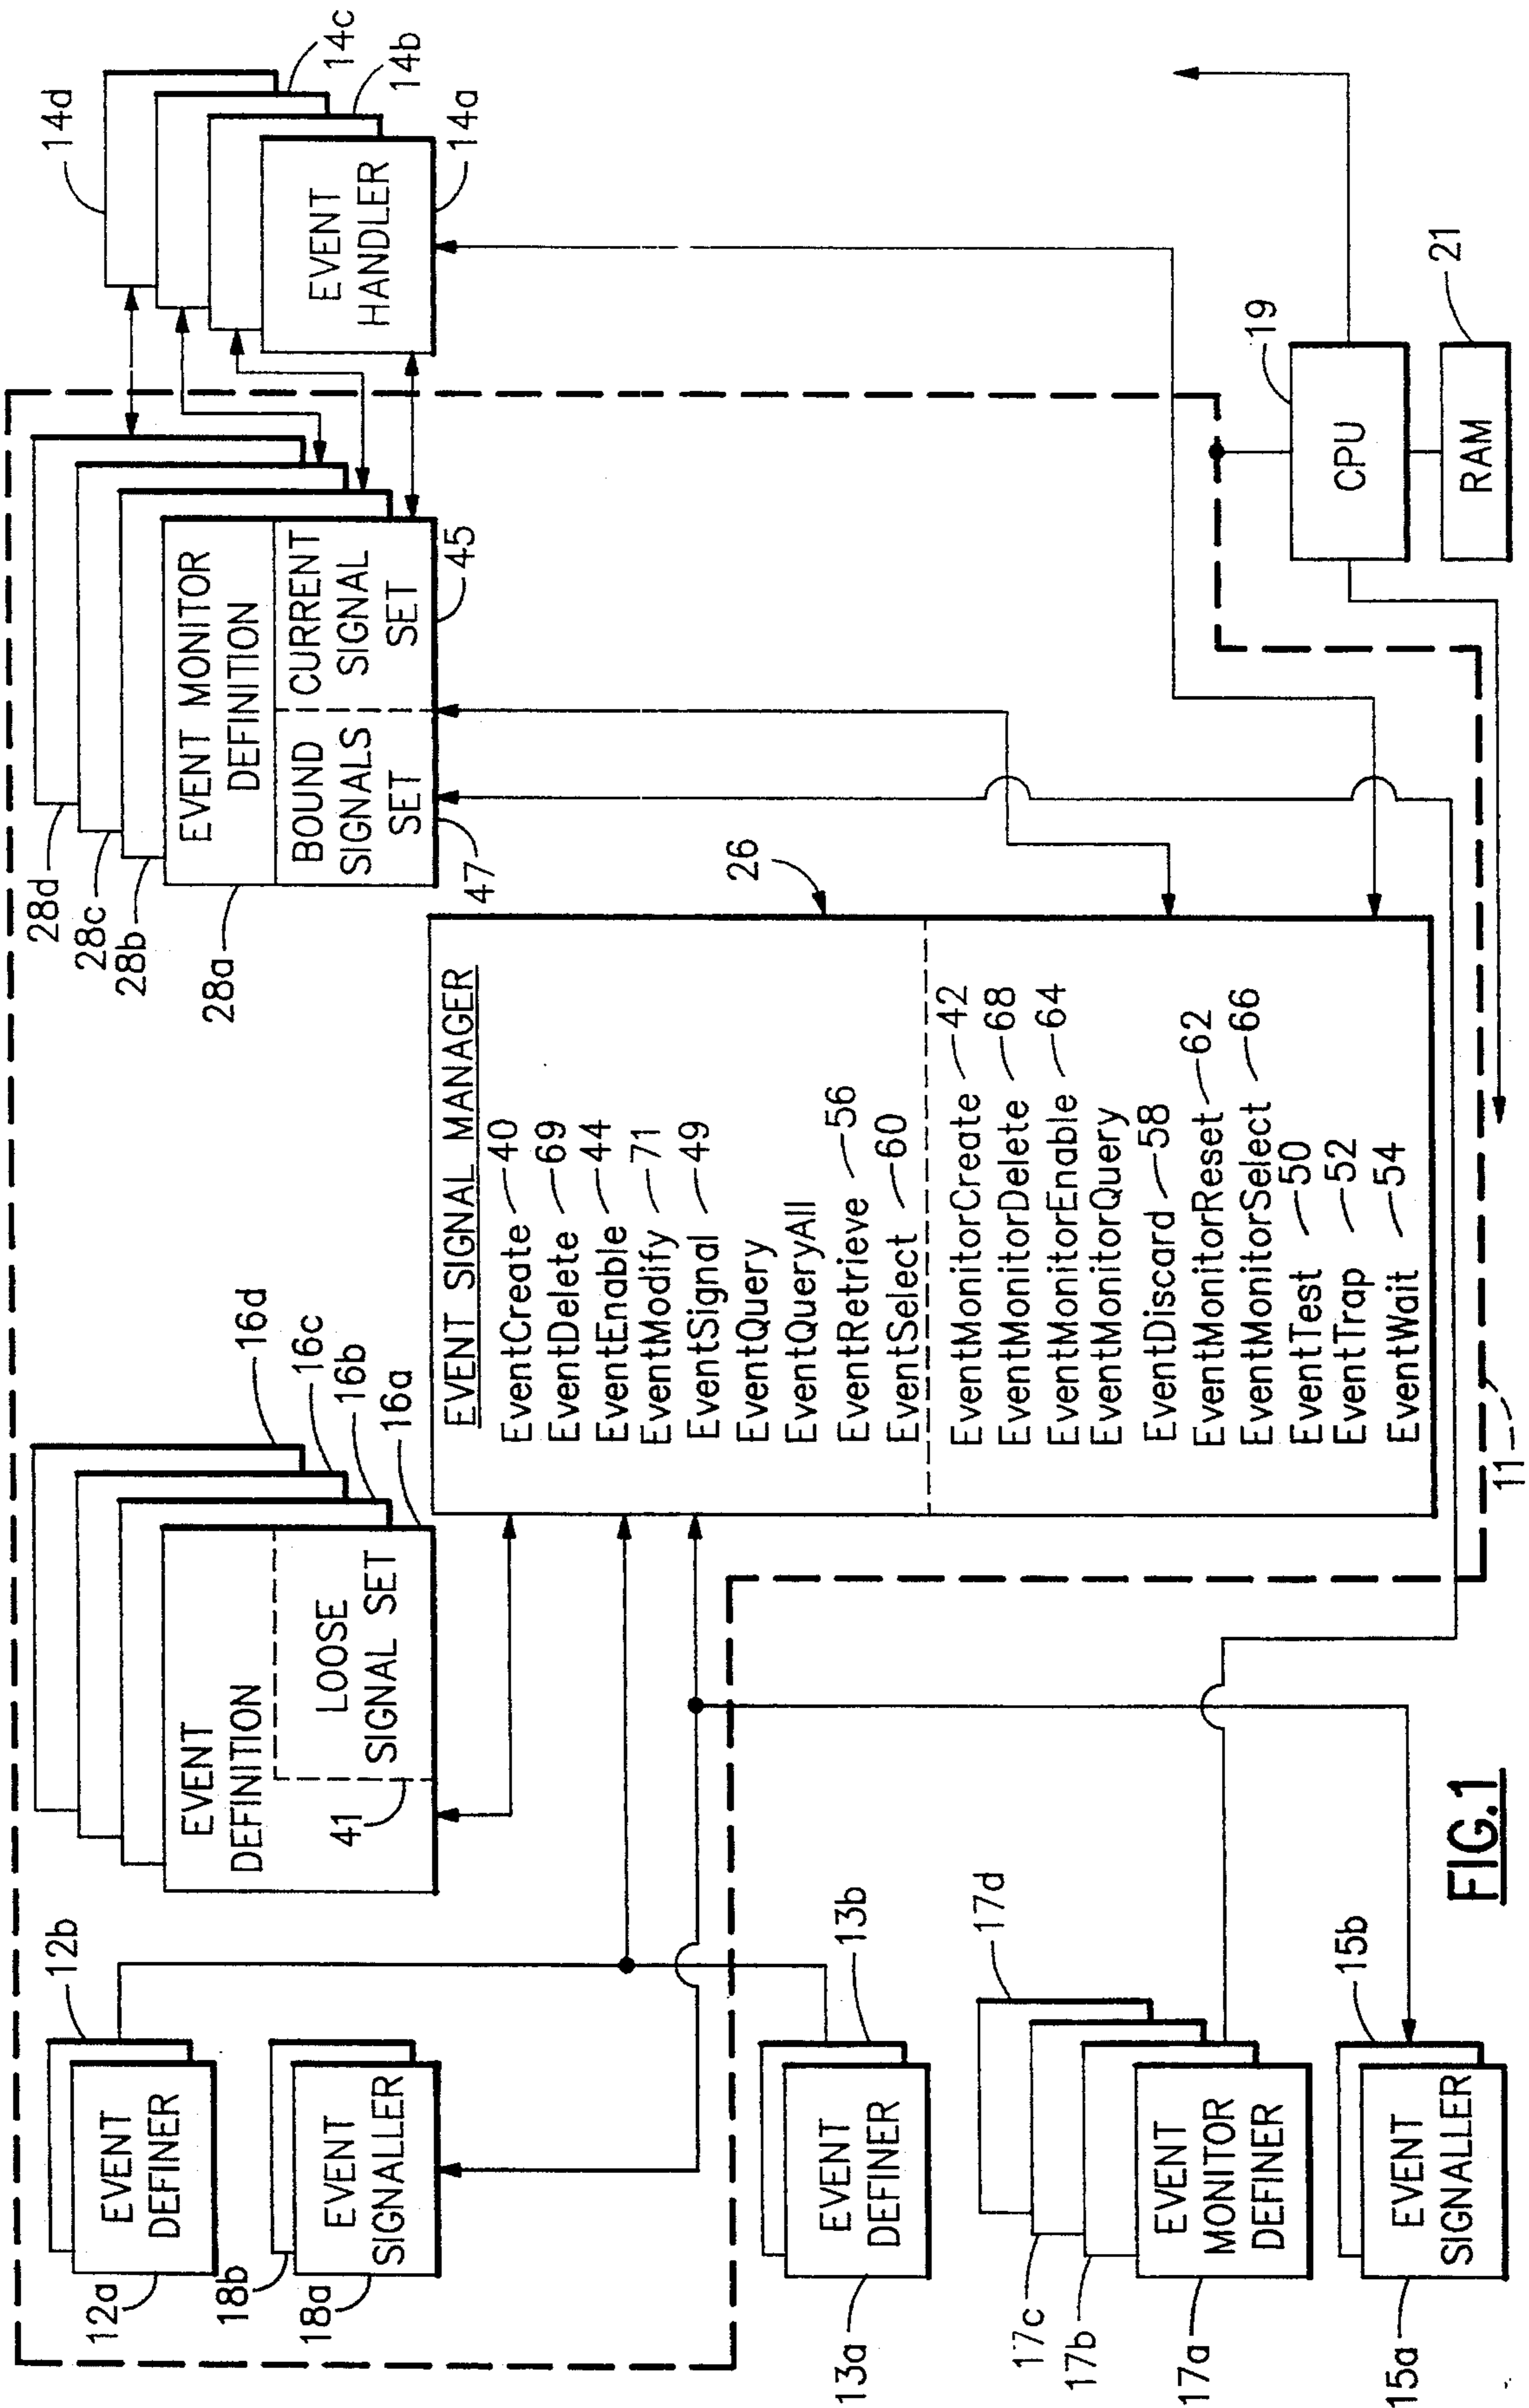 12b
EVENT
DEFINER
12a
18b
EVENT
SIGNALLER
18a
16d
16c
16b
16a
EVENT
DEFINITION
LOOSE
SIGNAL SET
41
28d
28c
28b
28a
EVENT MONITOR
DEFINITION
BOUND
SIGNALS
SET
CURRENT
SIGNAL
SET
47
45
14d
14c
14b
14a
EVENT
HANDLER
EVENT SIGNAL MANAGER
26
EventCreate 40
EventDelete 69
EventEnable 44
EventModify 71
EventSignal 49
EventQuery
EventQueryAll
EventRetrieve 56
EventSelect 60
EventMonitorCreate 42
EventMonitorDelete 68
EventMonitorEnable 64
EventMonitorQuery
EventDiscard 58
EventMonitorReset 62
EventMonitorSelect 66
EventTest 50
EventTrap 52
EventWait 54
11
13b
EVENT
DEFINER
13a
17d
17c
17b
17a
EVENT
MONITOR
DEFINER
15b
EVENT
SIGNALLER
15a
19
CPU
21
RAM
FIG.1